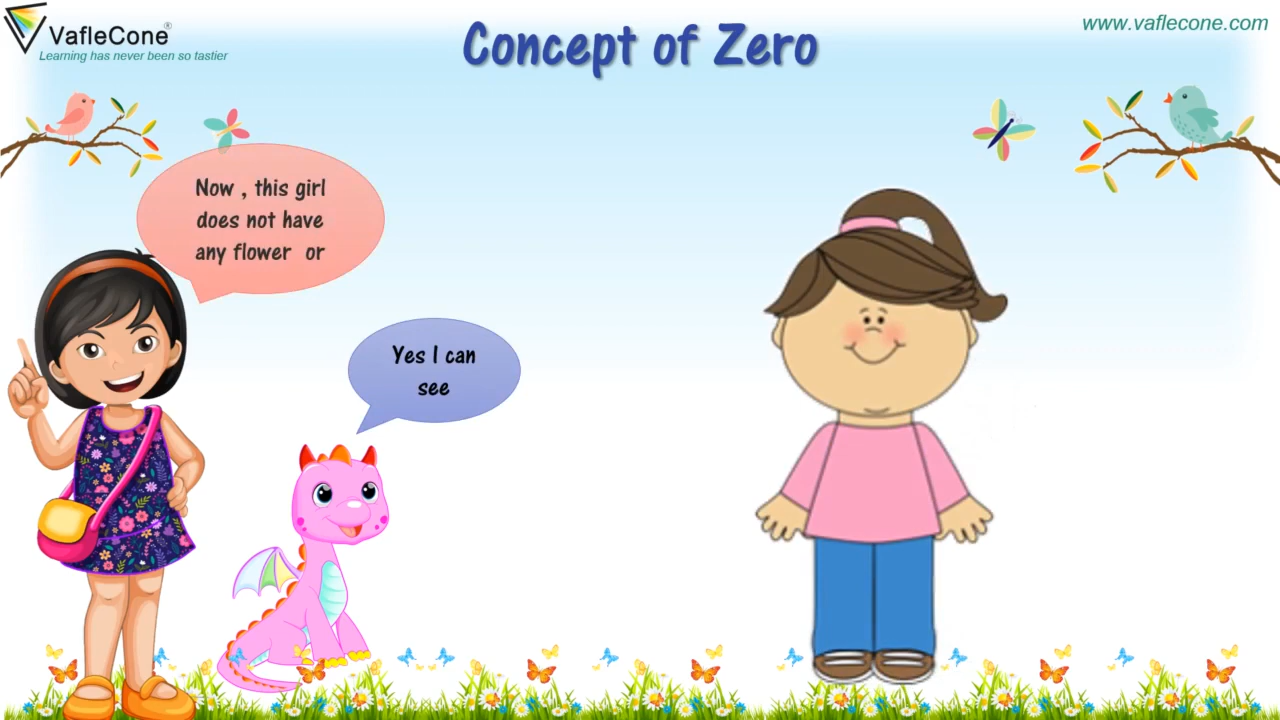 VafleCone®
Learning has never been so tastier
Concept of Zero
www.vaflecone.com
Now , this girl
does not have
any flower or
Yes I can
see